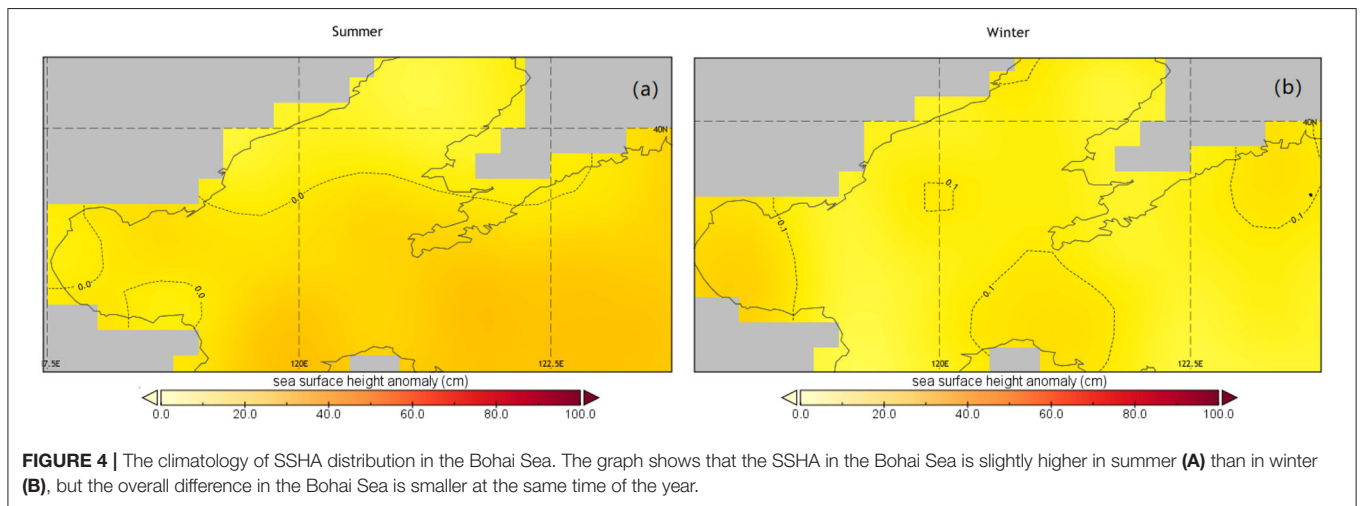 Summer
Winter
(a)
(b)
40N
40N
0.0
0.0
0.0
0.1
0.1
0.1
0.1
7.5E
120E
122.5E
120E
122.5E
sea surface height anomaly (cm)
sea surface height anomaly (cm)
0.0 20.0 40.0 60.0 80.0 100.0
0.0 20.0 40.0 60.0 80.0 100.0
FIGURE 4 | The climatology of SSHA distribution in the Bohai Sea. The graph shows that the SSHA in the Bohai Sea is slightly higher in summer (A) than in winter
(B), but the overall difference in the Bohai Sea is smaller at the same time of the year.